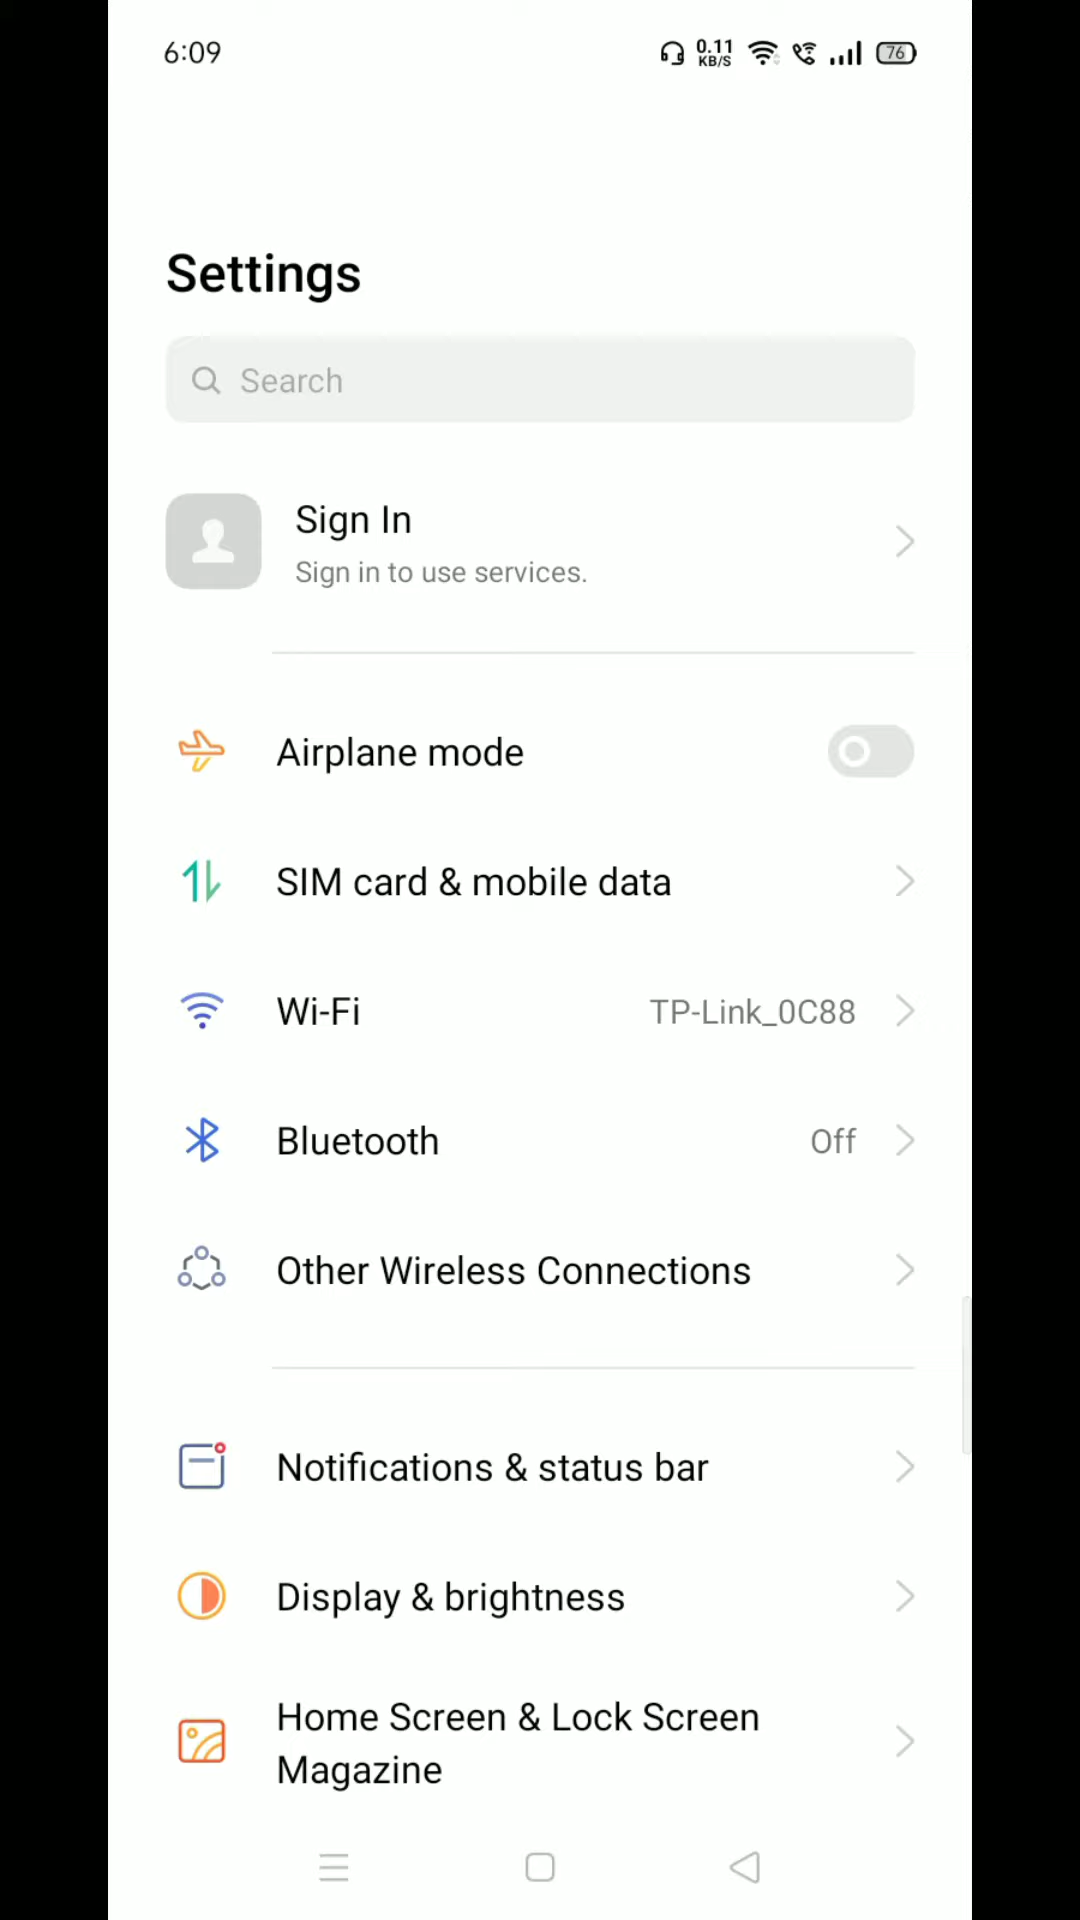 6:09
0.11
KB/S
76
Settings
Search
Sign In
Sign in to use services.
Airplane mode
SIM card & mobile data
Wi-Fi TP-Link_0C88
Bluetooth Off
Other Wireless Connections
Notifications & status bar
Display & brightness
Home Screen & Lock Screen
Magazine